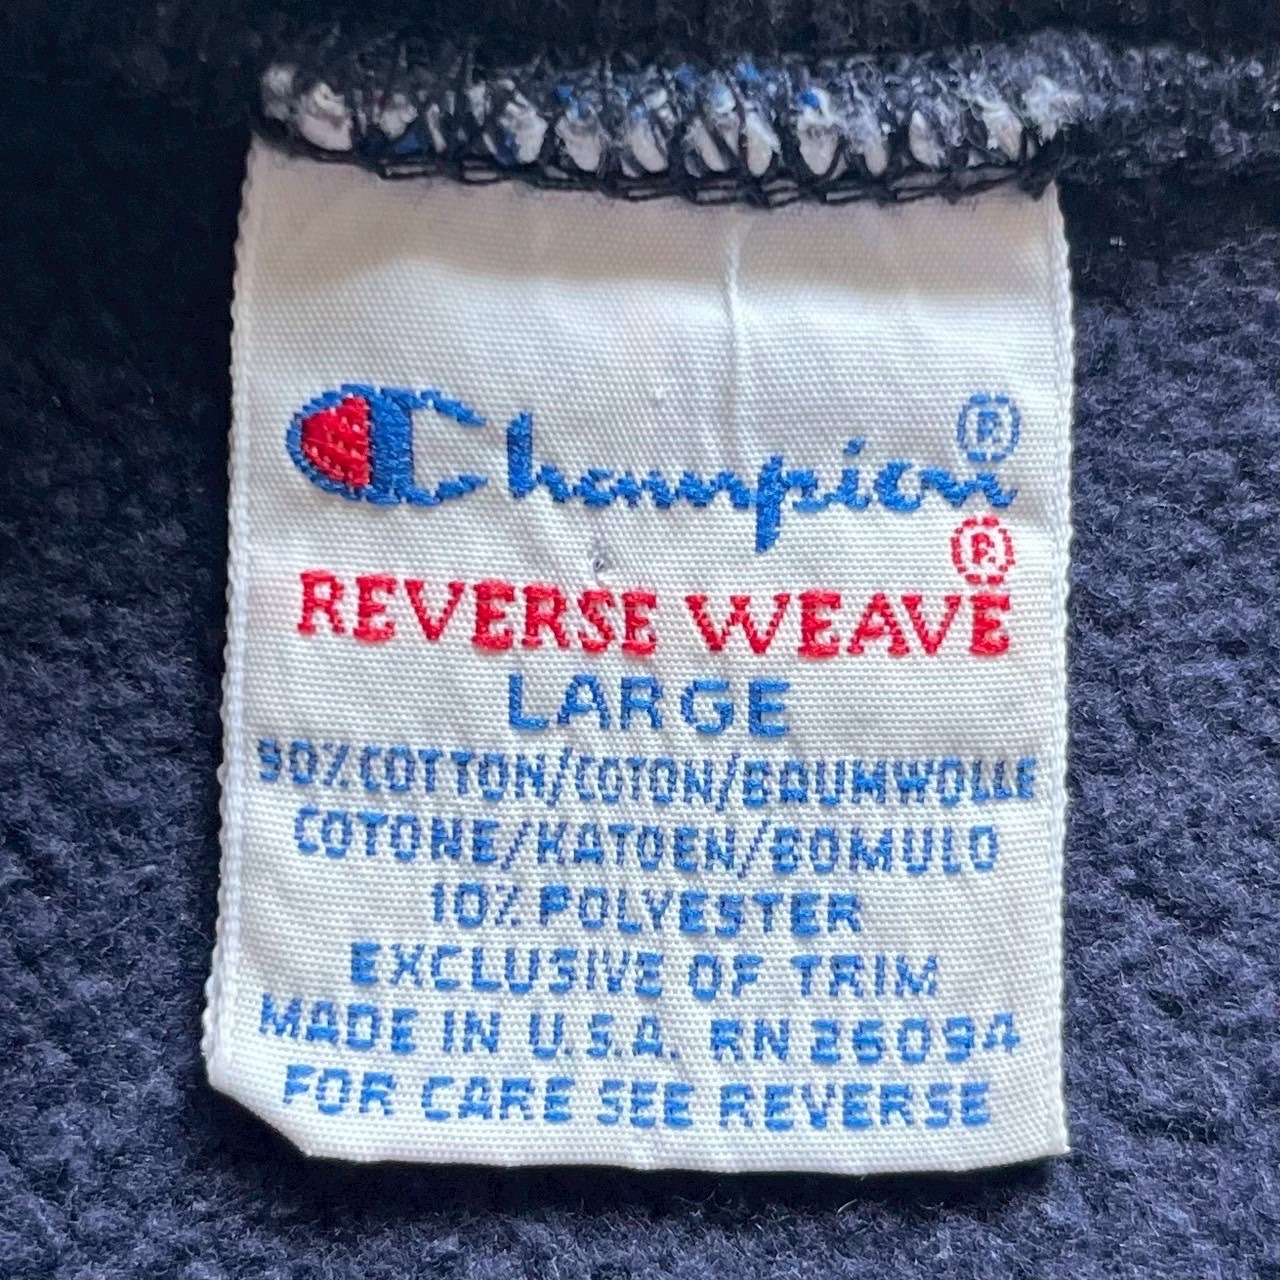 Champion®
REVERSE WEAVE®
LARGE
90% COTTON/COTON/BAUMWOLLE
COTONE/KATOEN/BOMULD
10% POLYESTER
EXCLUSIVE OF TRIM
MADE IN U.S.A. RN 26094
FOR CARE SEE REVERSE